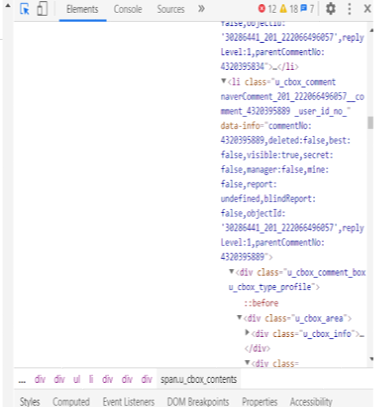 Elements Console Sources » 12 18 7
false,objectId:
'30286441_201_222066496057',reply
Level:1,parentCommentNo:
4320395834">…</li>
▼<li class="u_cbox_comment
naverComment_201_222066496057__co
mment_4320395889 _user_id_no_"
data-info="commentNo:
4320395889,deleted:false,best:
false,visible:true,secret:
false,manager:false,mine:
false,report:
undefined,blindReport:
false,objectId:
'30286441_201_222066496057',reply
Level:1,parentCommentNo:
4320395889">
▼<div class="u_cbox_comment_box
u_cbox_type_profile">
::before
▼<div class="u_cbox_area">
▶<div class="u_cbox_info">…
</div>
▼<div class=
... div div ul li div div div span.u_cbox_contents
Styles Computed Event Listeners DOM Breakpoints Properties Accessibility